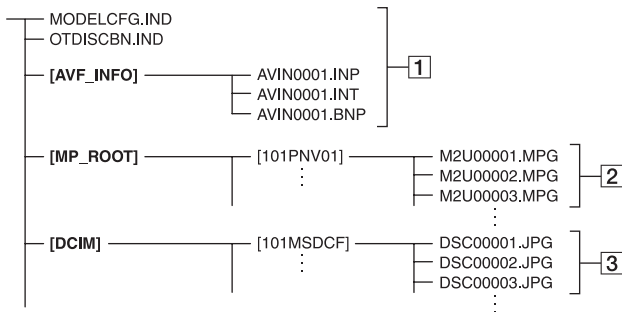 MODELCFG.IND
OTDISCBN.IND
[AVF_INFO] AVIN0001.INP
AVIN0001.INT
AVIN0001.BNP
1
[MP_ROOT] [101PNV01] M2U00001.MPG
M2U00002.MPG
M2U00003.MPG
2
[DCIM] [101MSDCF] DSC00001.JPG
DSC00002.JPG
DSC00003.JPG
3